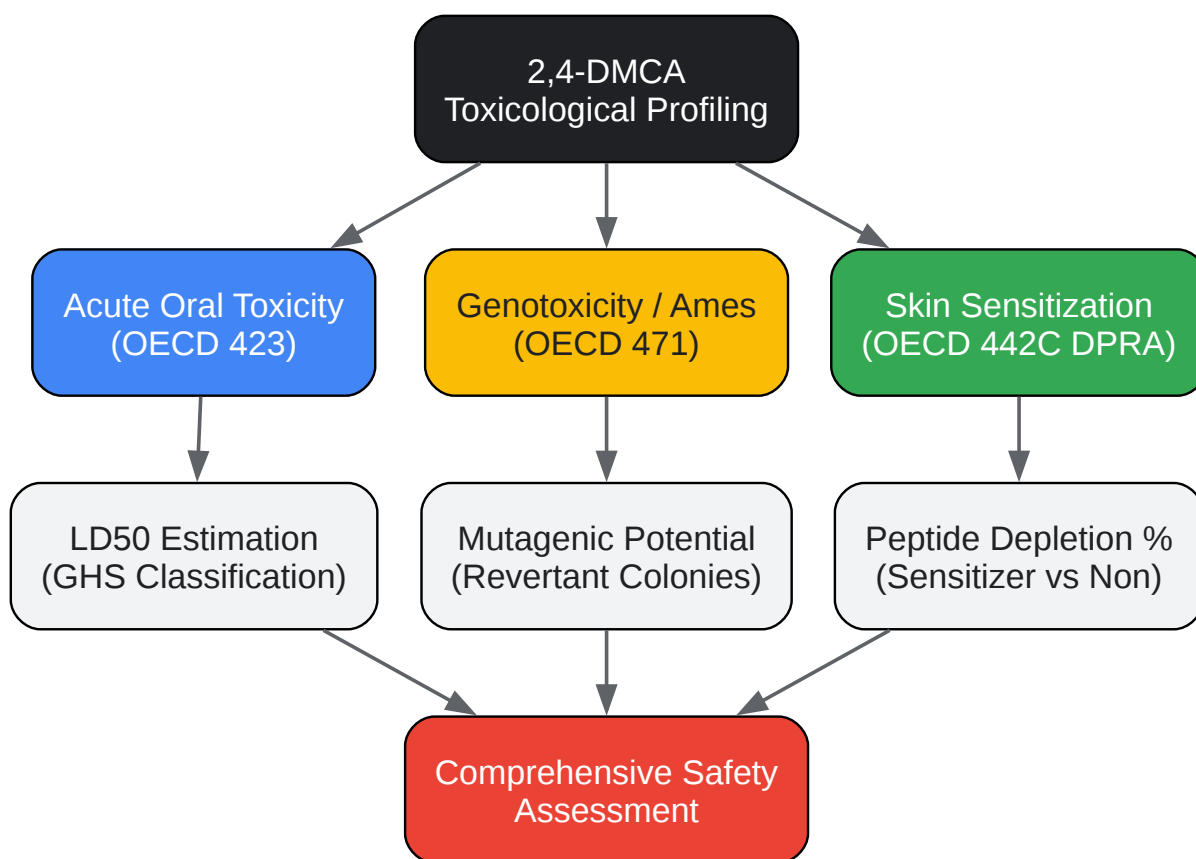 2,4-DMCA
Toxicological Profiling
Acute Oral Toxicity
(OECD 423)
Genotoxicity / Ames
(OECD 471)
Skin Sensitization
(OECD 442C DPRA)
LD50 Estimation
(GHS Classification)
Mutagenic Potential
(Revertant Colonies)
Peptide Depletion %
(Sensitizer vs Non)
Comprehensive Safety
Assessment